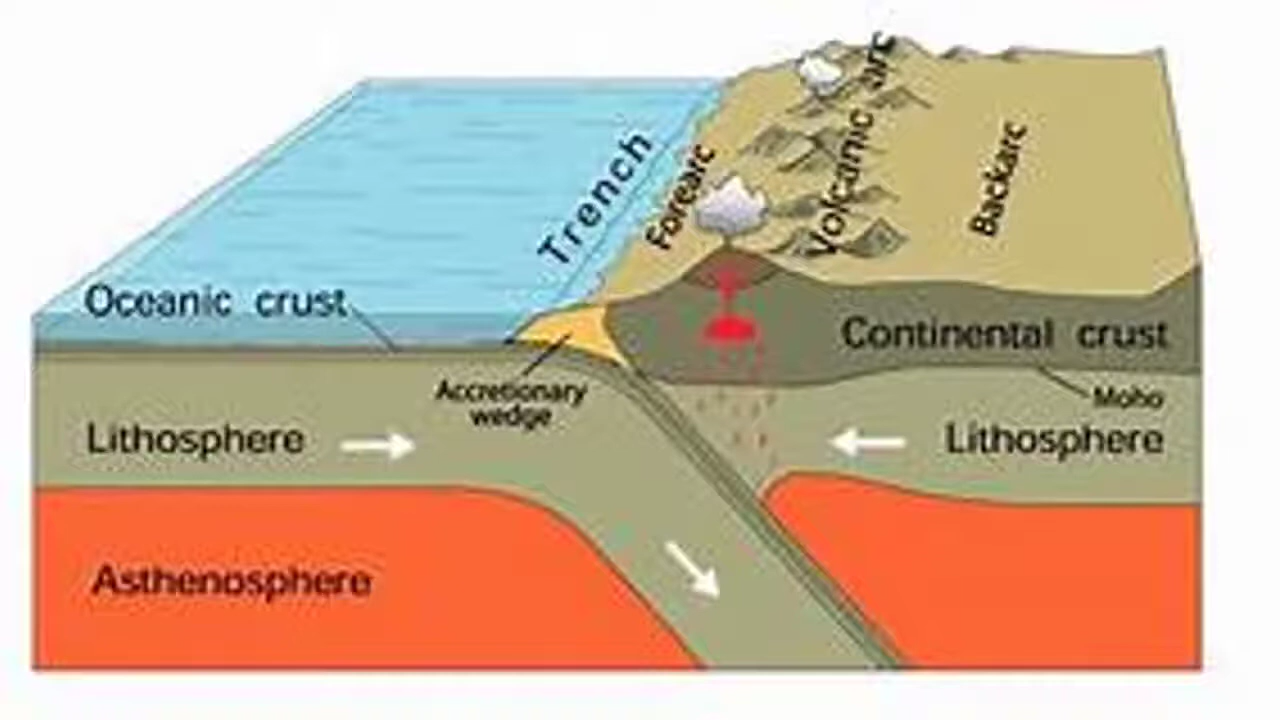 Trench
Forearc
Volcanic arc
Backarc
Oceanic crust
Continental crust
Accretionary
wedge
Moho
Lithosphere
Lithosphere
Asthenosphere